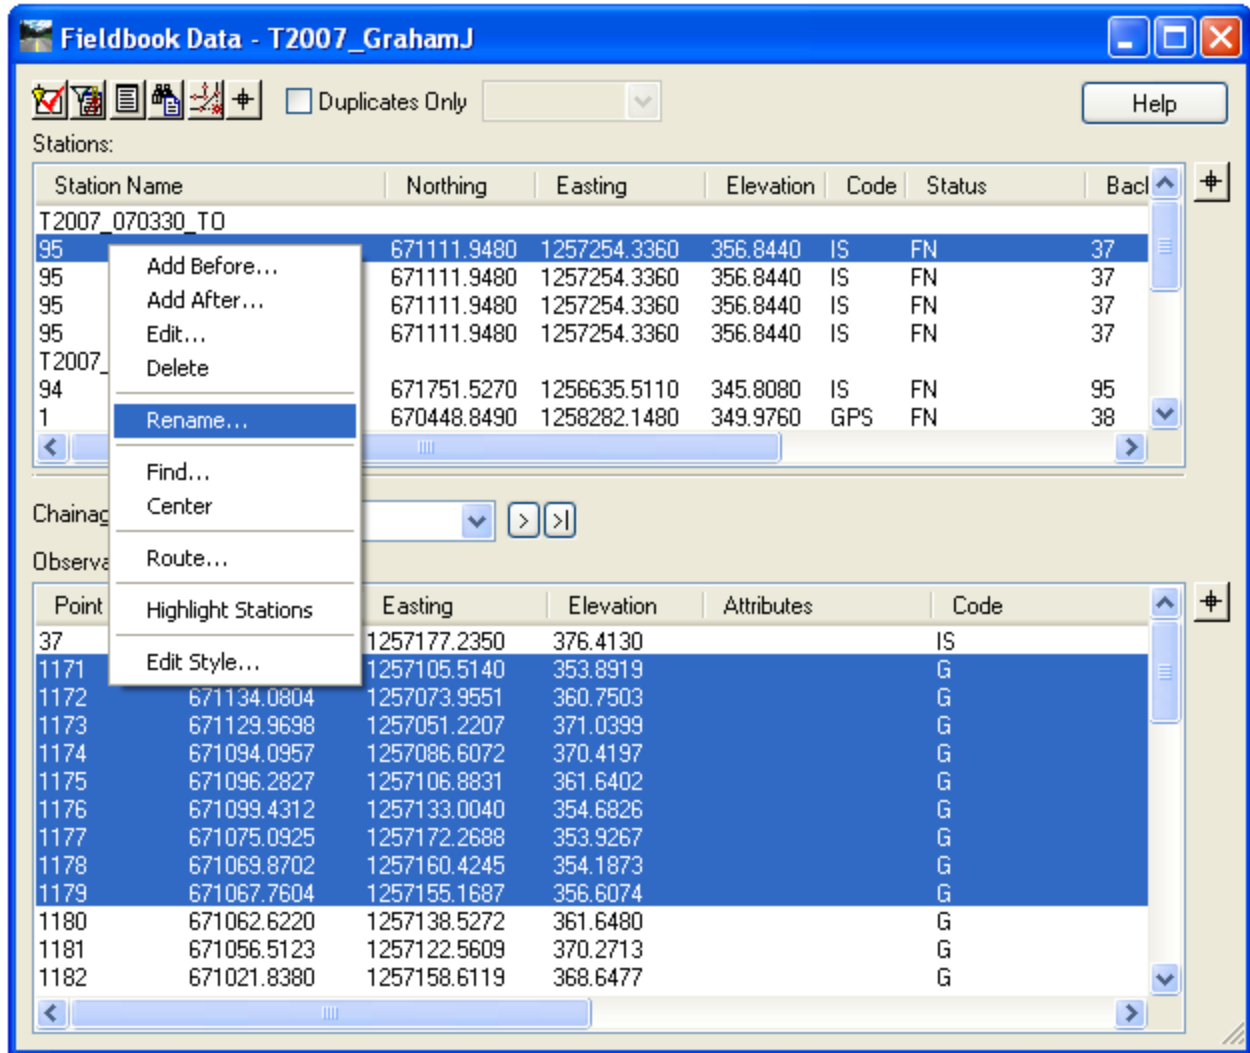 Fieldbook Data - T2007_GrahamJ
Duplicates Only Help
Stations:
Station Name Northing Easting Elevation Code Status Bacl
T2007_070330_TO
95 671111.9480 1257254.3360 356.8440 IS FN 37
95 671111.9480 1257254.3360 356.8440 IS FN 37
95 671111.9480 1257254.3360 356.8440 IS FN 37
95 671111.9480 1257254.3360 356.8440 IS FN 37
T2007_
94 671751.5270 1256635.5110 345.8080 IS FN 95
1 670448.8490 1258282.1480 349.9760 GPS FN 38
Add Before...
Add After...
Edit...
Delete
Rename...
Find...
Center
Route...
Highlight Stations
Edit Style...
Chainag > >|
Observa
Point Easting Elevation Attributes Code
37 1257177.2350 376.4130 IS
1171 1257105.5140 353.8919 G
1172 671134.0804 1257073.9551 360.7503 G
1173 671129.9698 1257051.2207 371.0399 G
1174 671094.0957 1257086.6072 370.4197 G
1175 671096.2827 1257106.8831 361.6402 G
1176 671099.4312 1257133.0040 354.6826 G
1177 671075.0925 1257172.2688 353.9267 G
1178 671069.8702 1257160.4245 354.1873 G
1179 671067.7604 1257155.1687 356.6074 G
1180 671062.6220 1257138.5272 361.6480 G
1181 671056.5123 1257122.5609 370.2713 G
1182 671021.8380 1257158.6119 368.6477 G